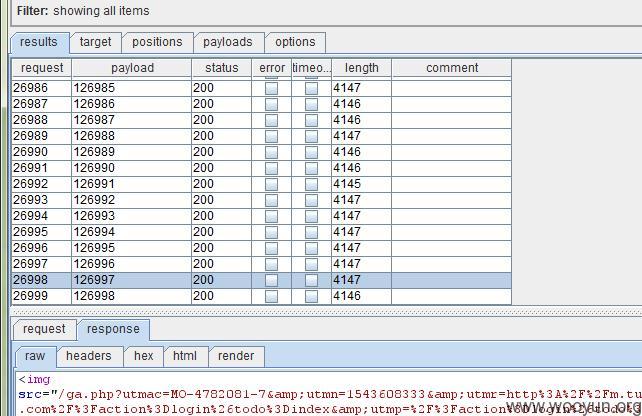 Filter: showing all items
results target positions payloads options
request payload status error timeo... length comment
26986 126985 200 4147
26987 126986 200 4146
26988 126987 200 4146
26989 126988 200 4147
26990 126989 200 4146
26991 126990 200 4146
26992 126991 200 4145
26993 126992 200 4147
26994 126993 200 4147
26995 126994 200 4147
26996 126995 200 4147
26997 126996 200 4147
26998 126997 200 4147
26999 126998 200 4146
request response
raw headers hex html render
<img
src="/ga.php?utmac=MO-4782081-7&amp;utmn=1543608333&amp;utmr=http%3A%2F%2Fm.to
.com%2F%3Faction%3Dlogin%26todo%3Dindex&amp;utmp=%2F%3Faction%3Dlogin%26todo%3
www.wooyun.org